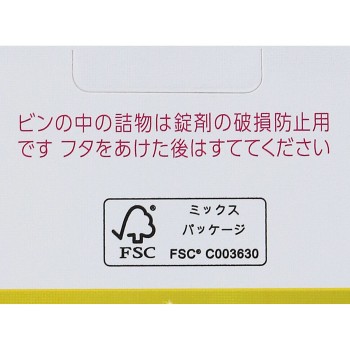 ビンの中の詰物は錠剤の破損防止用
です フタをあけた後はすててください
FSC
ミックス
パッケージ
FSC® C003630